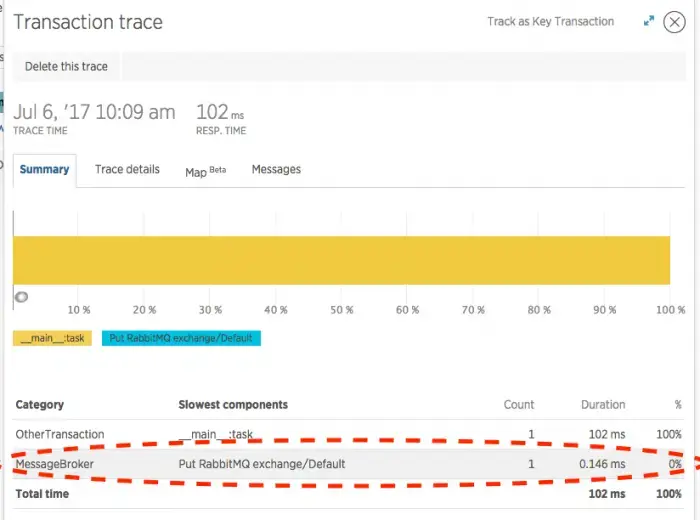 Transaction trace
Track as Key Transaction
Delete this trace
Jul 6, '17 10:09 am 102 ms
TRACE TIME RESP. TIME
Summary Trace details Map Beta Messages
10 % 20 % 30 % 40 % 50 % 60 % 70 % 80 % 90 % 100 %
__main__:task Put RabbitMQ exchange/Default
Category Slowest components Count Duration %
OtherTransaction __main__:task 1 102 ms 100%
MessageBroker Put RabbitMQ exchange/Default 1 0.146 ms 0%
Total time 102 ms 100%